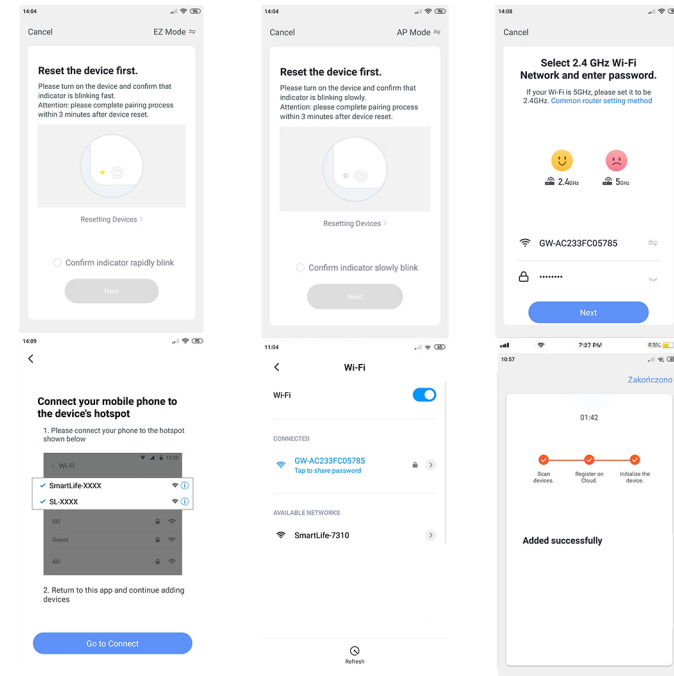 14:04
Cancel
EZ Mode
Reset the device first.
Please turn on the device and confirm that
indicator is blinking fast.
Attention: please complete pairing process
within 3 minutes after device reset.
Resetting Devices >
Confirm indicator rapidly blink
Next
14:04
Cancel
AP Mode
Reset the device first.
Please turn on the device and confirm that
indicator is blinking slowly.
Attention: please complete pairing process
within 3 minutes after device reset.
Resetting Devices >
Confirm indicator slowly blink
Next
14:08
Cancel
Select 2.4 GHz Wi-Fi
Network and enter password.
If your Wi-Fi is 5GHz, please set it to be
2.4GHz. Common router setting method
2.4GHz
5GHz
GW-AC233FC05785
••••••••
Next
14:09
Connect your mobile phone to
the device's hotspot
1. Please connect your phone to the hotspot
shown below
12:00
Wi-Fi
SmartLife-XXXX
SL-XXXX
5G
Guest
4G
2. Return to this app and continue adding
devices
Go to Connect
11:04
Wi-Fi
Wi-Fi
CONNECTED
GW-AC233FC05785
Tap to share password
AVAILABLE NETWORKS
SmartLife-7310
Refresh
7:27 PM
10:57
Zakończono
01:42
Scan
devices.
Register on
Cloud.
Initialize the
device.
Added successfully